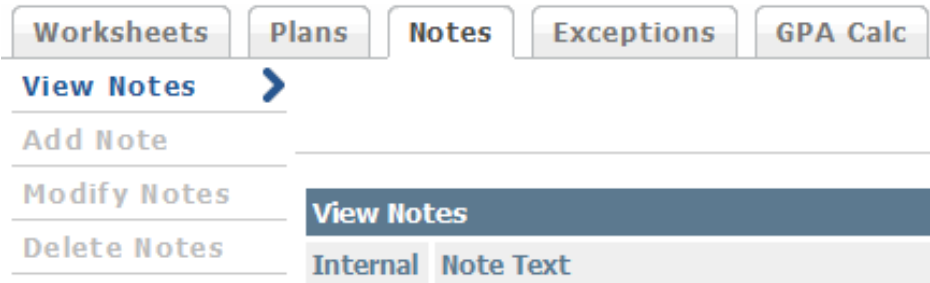 Worksheets Plans Notes Exceptions GPA Calc
View Notes
Add Note
Modify Notes
Delete Notes
View Notes
Internal Note Text